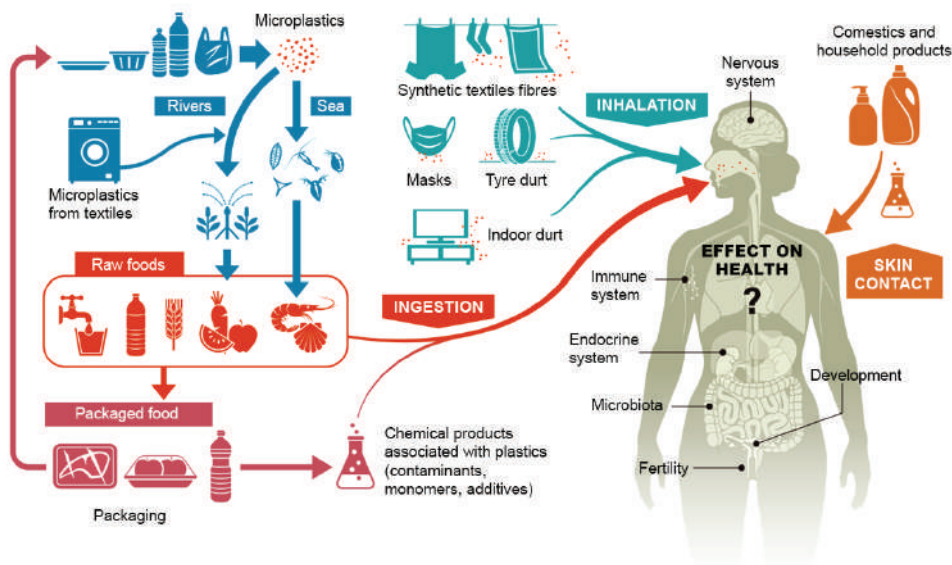 Microplastics
Rivers
Sea
Microplastics
from textiles
Raw foods
Packaged food
Packaging
Chemical products
associated with plastics
(contaminants,
monomers, additives)
INGESTION
Synthetic textiles fibres
INHALATION
Masks
Tyre durt
Indoor durt
Nervous
system
Comestics and
household products
SKIN
CONTACT
EFFECT ON
HEALTH
?
Immune
system
Endocrine
system
Development
Microbiota
Fertility